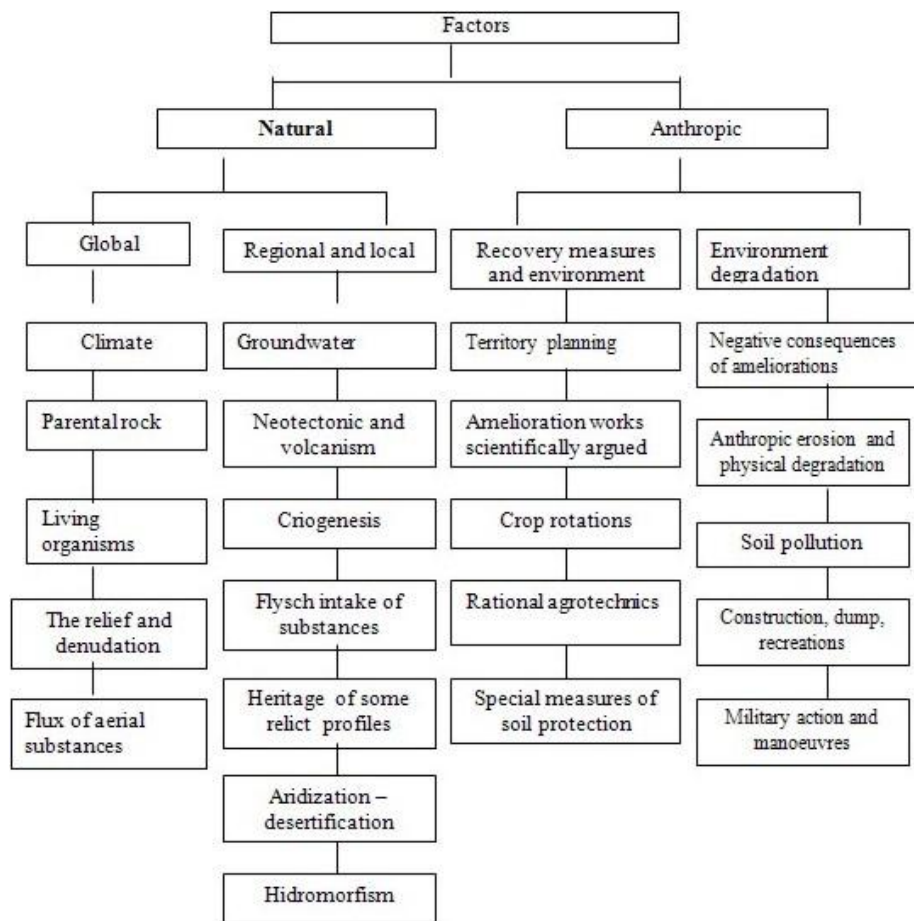 Factors
Natural
Anthropic
Global
Regional and local
Recovery measures
and environment
Environment
degradation
Climate
Groundwater
Territory planning
Negative consequences
of ameliorations
Parental rock
Neotectonic and
volcanism
Amelioration works
scientifically argued
Anthropic erosion and
physical degradation
Living
organisms
Criogenesis
Crop rotations
Soil pollution
The relief and
denudation
Flysch intake of
substances
Rational agrotechnics
Construction, dump,
recreations
Flux of aerial
substances
Heritage of some
relict profiles
Special measures of
soil protection
Military action and
manoeuvres
Aridization –
desertification
Hidromorfism